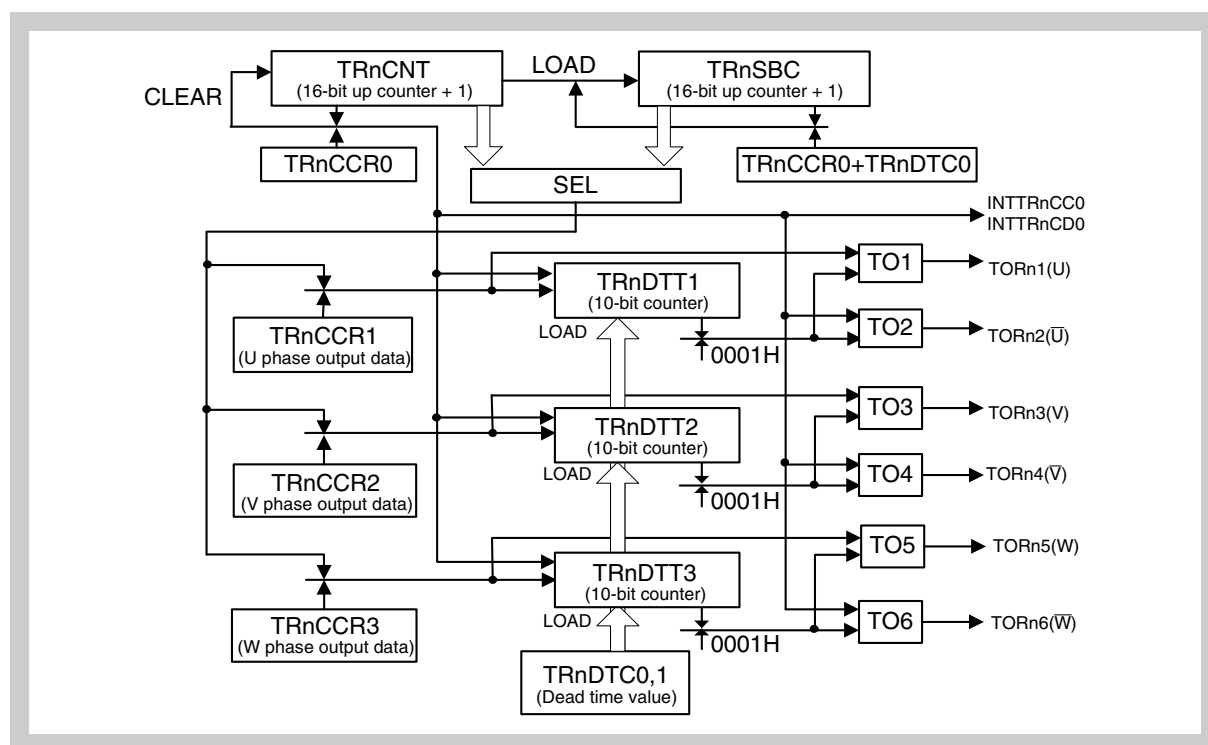 TRnCNT
(16-bit up counter + 1)
LOAD
TRnSBC
(16-bit up counter + 1)
CLEAR
TRnCCR0
TRnCCR0+TRnDTC0
SEL
INTTRnCC0
INTTRnCD0
TO1
TORn1(U)
TRnDTT1
(10-bit counter)
TRnCCR1
(U phase output data)
LOAD
0001H
TO2
TORn2(U̅)
TO3
TORn3(V)
TRnDTT2
(10-bit counter)
TRnCCR2
(V phase output data)
LOAD
0001H
TO4
TORn4(V̅)
TO5
TORn5(W)
TRnDTT3
(10-bit counter)
TRnCCR3
(W phase output data)
LOAD
0001H
TO6
TORn6(W̅)
TRnDTC0,1
(Dead time value)